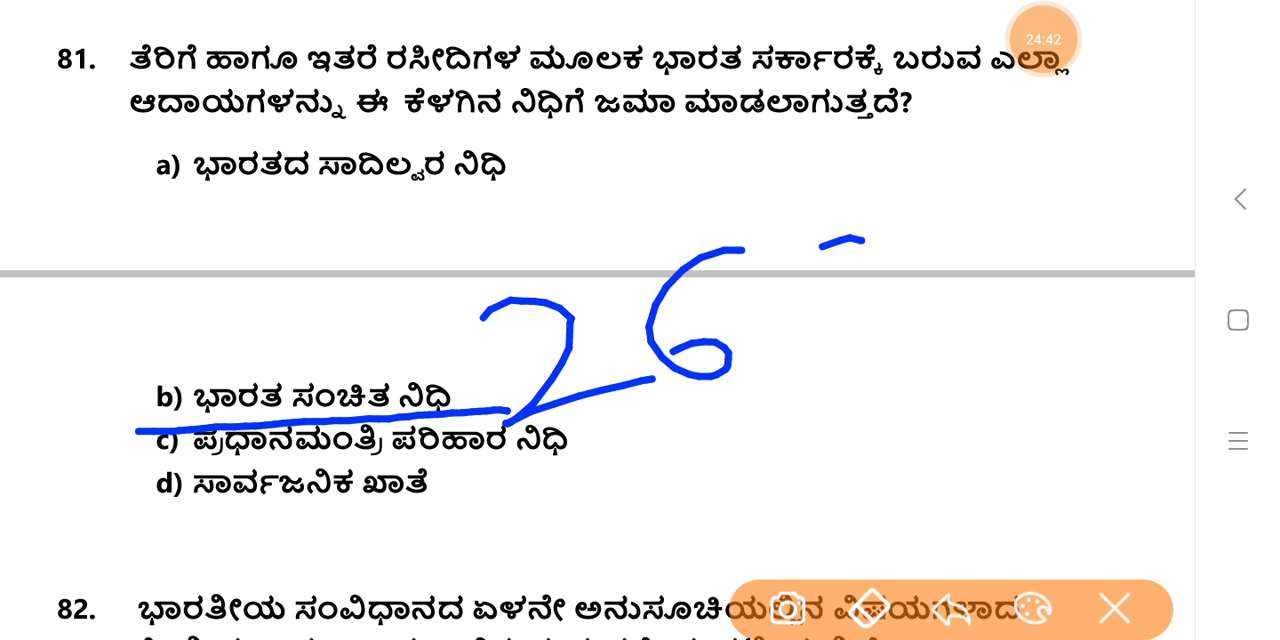 24:42
81. ತೆರಿಗೆ ಹಾಗೂ ಇತರೆ ರಸೀದಿಗಳ ಮೂಲಕ ಭಾರತ ಸರ್ಕಾರಕ್ಕೆ ಬರುವ ಎಲ್ಲಾ
ಆದಾಯಗಳನ್ನು ಈ ಕೆಳಗಿನ ನಿಧಿಗೆ ಜಮಾ ಮಾಡಲಾಗುತ್ತದೆ?
a) ಭಾರತದ ಸಾದಿಲ್ವರ ನಿಧಿ
26
b) ಭಾರತ ಸಂಚಿತ ನಿಧಿ
c) ಪ್ರಧಾನಮಂತ್ರಿ ಪರಿಹಾರ ನಿಧಿ
d) ಸಾರ್ವಜನಿಕ ಖಾತೆ
82. ಭಾರತೀಯ ಸಂವಿಧಾನದ ಏಳನೇ